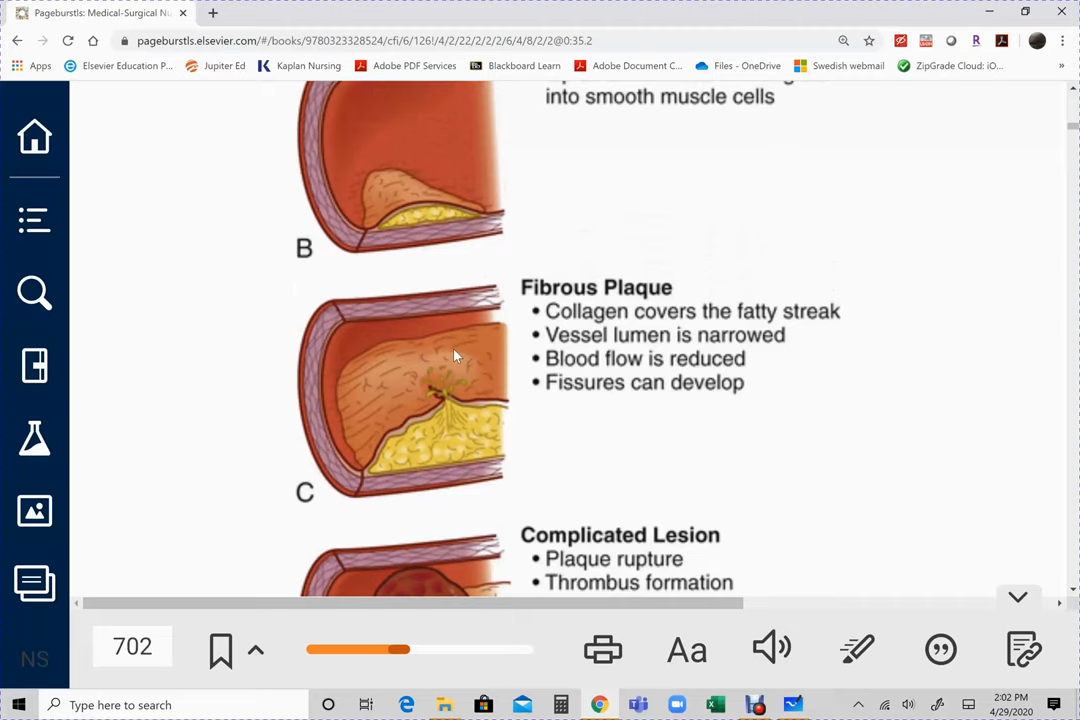 Pageburstls: Medical-Surgical Nu
pageburstls.elsevier.com/#/books/9780323328524/cfi/6/126!/4/2/22/2/2/2/6/4/8/2/2@0:35.2
Apps Elsevier Education P... Jupiter Ed Kaplan Nursing Adobe PDF Services Bb Blackboard Learn Adobe Document C... Files - OneDrive Swedish webmail ZipGrade Cloud: iO... »
into smooth muscle cells
B
Fibrous Plaque
• Collagen covers the fatty streak
• Vessel lumen is narrowed
• Blood flow is reduced
• Fissures can develop
C
Complicated Lesion
• Plaque rupture
• Thrombus formation
NS
702
Aa
Type here to search
2:02 PM
4/29/2020